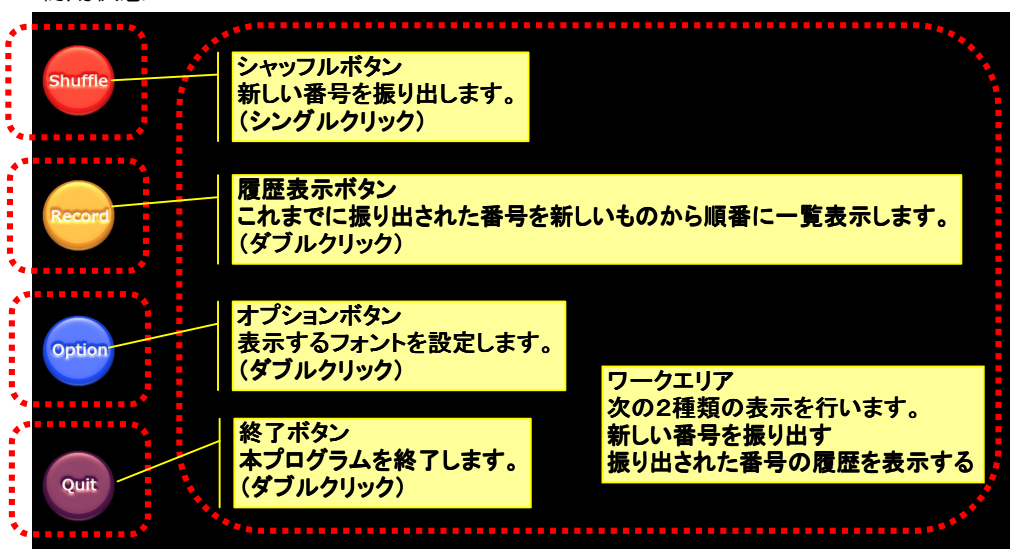 Shuffle
シャッフルボタン
新しい番号を振り出します。
(シングルクリック)
Record
履歴表示ボタン
これまでに振り出された番号を新しいものから順番に一覧表示します。
(ダブルクリック)
Option
オプションボタン
表示するフォントを設定します。
(ダブルクリック)
ワークエリア
次の2種類の表示を行います。
新しい番号を振り出す
振り出された番号の履歴を表示する
Quit
終了ボタン
本プログラムを終了します。
(ダブルクリック)